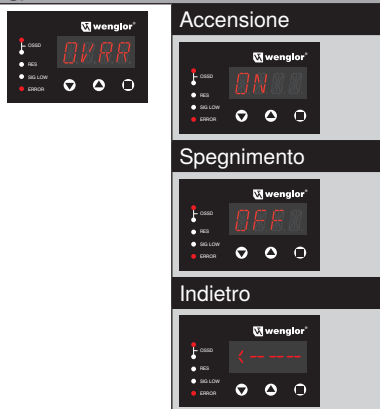 wenglor®
OVRR
OSSD
RES
SIG LOW
ERROR
Accensione
wenglor®
ON
OSSD
RES
SIG LOW
ERROR
Spegnimento
wenglor®
OFF
OSSD
RES
SIG LOW
ERROR
Indietro
wenglor®
<----
OSSD
RES
SIG LOW
ERROR